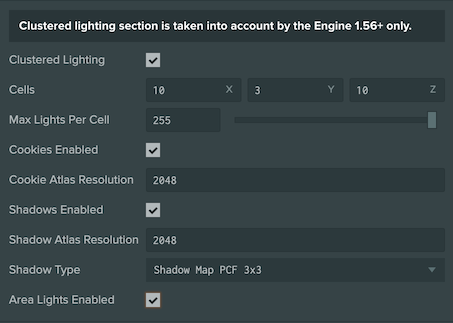 Clustered lighting section is taken into account by the Engine 1.56+ only.
Clustered Lighting
Cells 10 X 3 Y 10 Z
Max Lights Per Cell 255
Cookies Enabled
Cookie Atlas Resolution 2048
Shadows Enabled
Shadow Atlas Resolution 2048
Shadow Type Shadow Map PCF 3x3
Area Lights Enabled